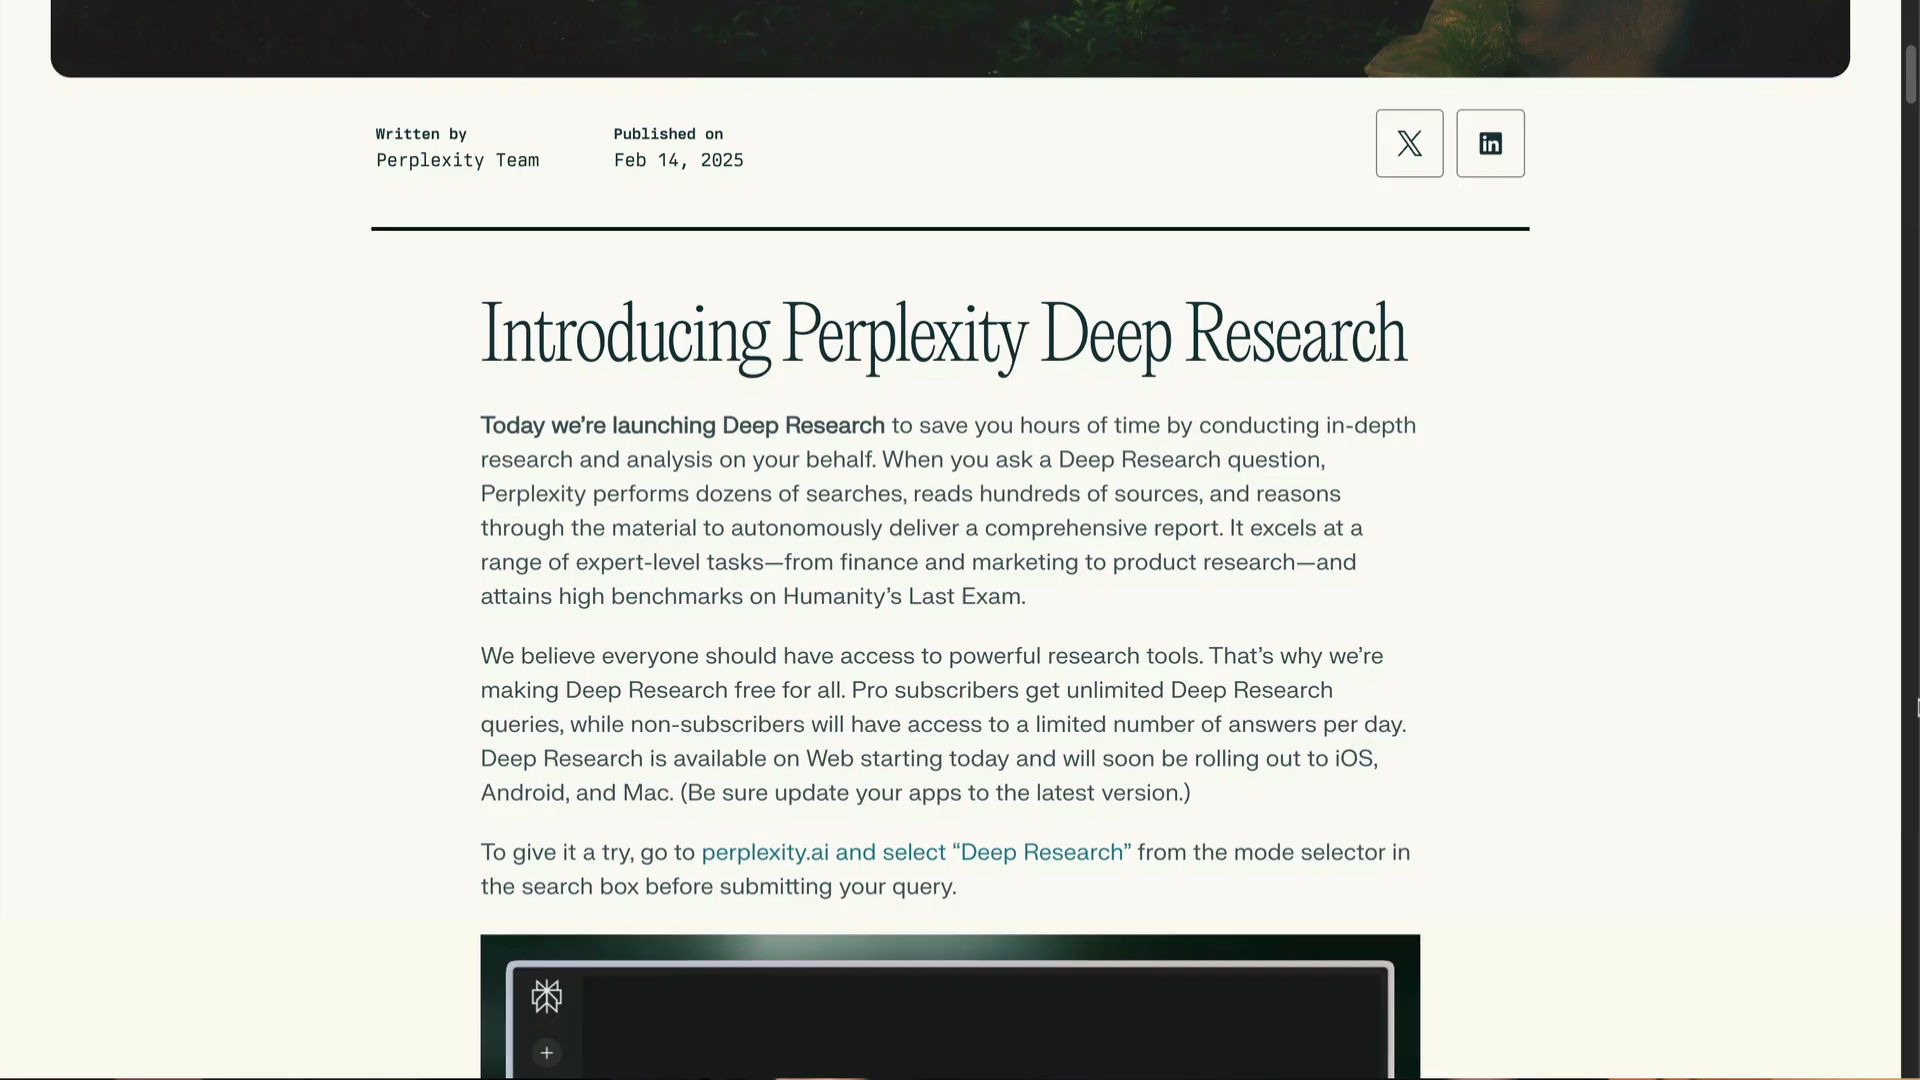 Written by
Perplexity Team
Published on
Feb 14, 2025
Introducing Perplexity Deep Research
Today we’re launching Deep Research to save you hours of time by conducting in-depth
research and analysis on your behalf. When you ask a Deep Research question,
Perplexity performs dozens of searches, reads hundreds of sources, and reasons
through the material to autonomously deliver a comprehensive report. It excels at a
range of expert-level tasks—from finance and marketing to product research—and
attains high benchmarks on Humanity’s Last Exam.
We believe everyone should have access to powerful research tools. That’s why we’re
making Deep Research free for all. Pro subscribers get unlimited Deep Research
queries, while non-subscribers will have access to a limited number of answers per day.
Deep Research is available on Web starting today and will soon be rolling out to iOS,
Android, and Mac. (Be sure update your apps to the latest version.)
To give it a try, go to perplexity.ai and select “Deep Research” from the mode selector in
the search box before submitting your query.